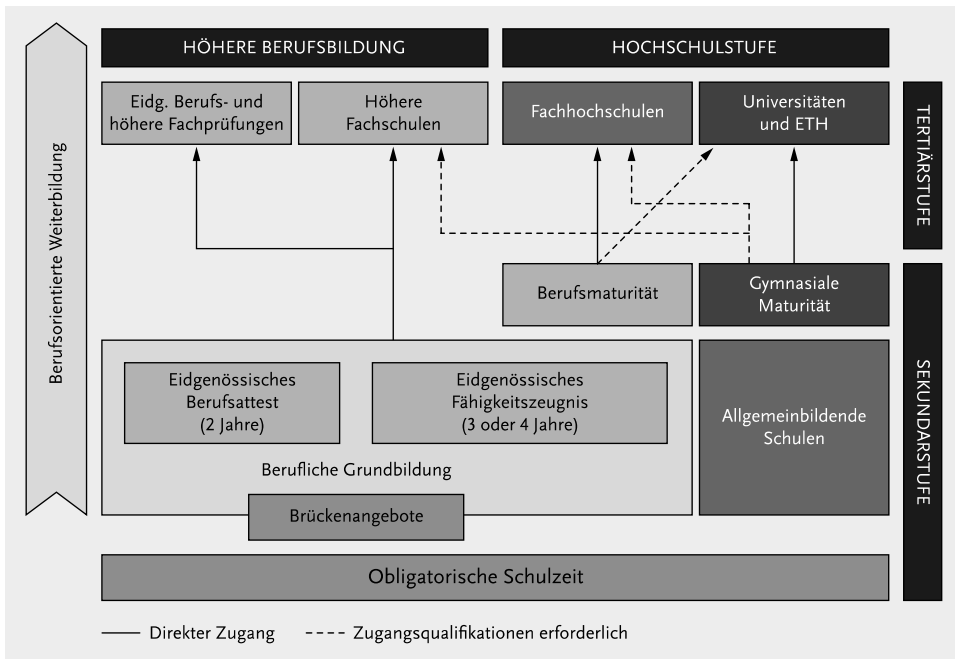 HÖHERE BERUFSBILDUNG
HOCHSCHULSTUFE
Eidg. Berufs- und
höhere Fachprüfungen
Höhere
Fachschulen
Fachhochschulen
Universitäten
und ETH
TERTIÄRSTUFE
Berufsorientierte Weiterbildung
Berufsmaturität
Gymnasiale
Maturität
Eidgenössisches
Berufsattest
(2 Jahre)
Eidgenössisches
Fähigkeitszeugnis
(3 oder 4 Jahre)
Allgemeinbildende
Schulen
SEKUNDARSTUFE
Berufliche Grundbildung
Brückenangebote
Obligatorische Schulzeit
Direkter Zugang
Zugangsqualifikationen erforderlich